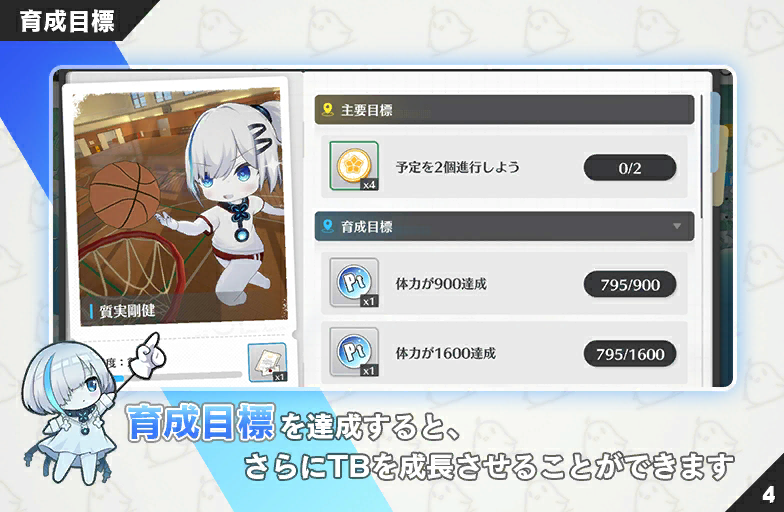 育成目標
主要目標
予定を2個進行しよう
0/2
x4
育成目標
体力が900達成
795/900
x1
体力が1600達成
795/1600
x1
質実剛健
度:
x1
育成目標を達成すると、
さらにTBを成長させることができます
4